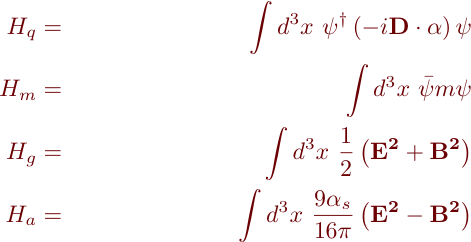 H_q = ∫ d³x ψ† (−i𝐃 · α) ψ
H_m = ∫ d³x ψ̄mψ
H_g = ∫ d³x 1/2 (𝐄² + 𝐁²)
H_a = ∫ d³x 9α_s/16π (𝐄² − 𝐁²)